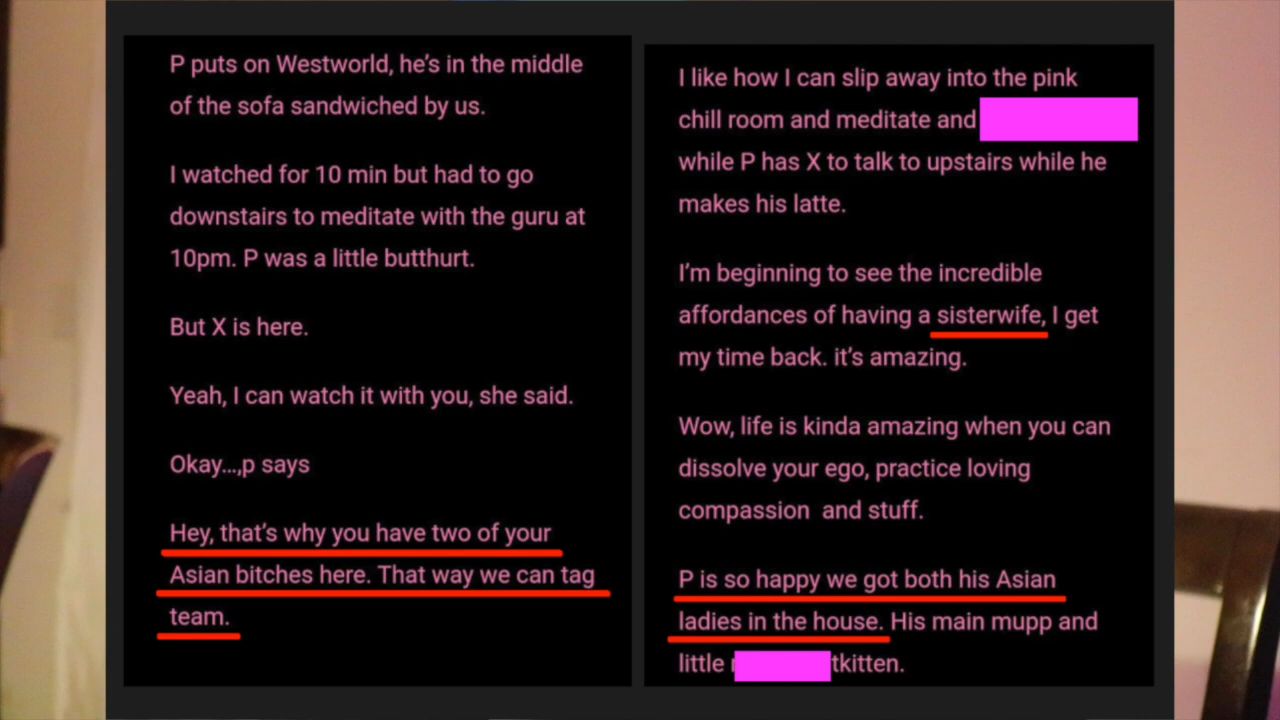 P puts on Westworld, he's in the middle
of the sofa sandwiched by us.
I watched for 10 min but had to go
downstairs to meditate with the guru at
10pm. P was a little butthurt.
But X is here.
Yeah, I can watch it with you, she said.
Okay...,p says
Hey, that's why you have two of your
Asian bitches here. That way we can tag
team.
I like how I can slip away into the pink
chill room and meditate and
while P has X to talk to upstairs while he
makes his latte.
I'm beginning to see the incredible
affordances of having a sisterwife, I get
my time back. it's amazing.
Wow, life is kinda amazing when you can
dissolve your ego, practice loving
compassion  and stuff.
P is so happy we got both his Asian
ladies in the house. His main mupp and
little tkitten.